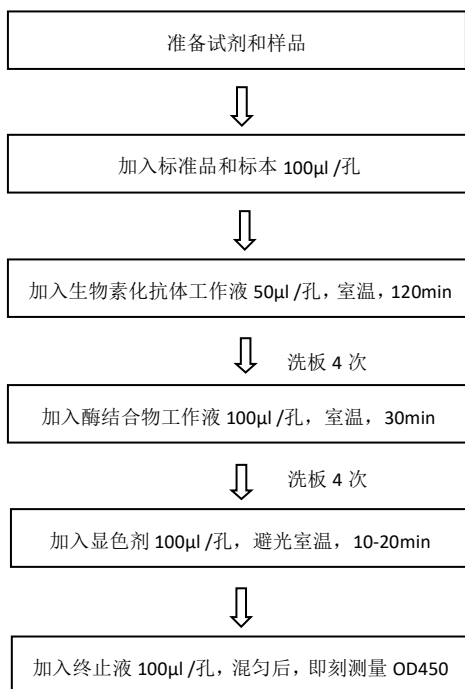 准备试剂和样品
加入标准品和标本 100μl /孔
加入生物素化抗体工作液 50μl /孔，室温，120min
洗板 4 次
加入酶结合物工作液 100μl /孔，室温，30min
洗板 4 次
加入显色剂 100μl /孔，避光室温，10-20min
加入终止液 100μl /孔，混匀后，即刻测量 OD450